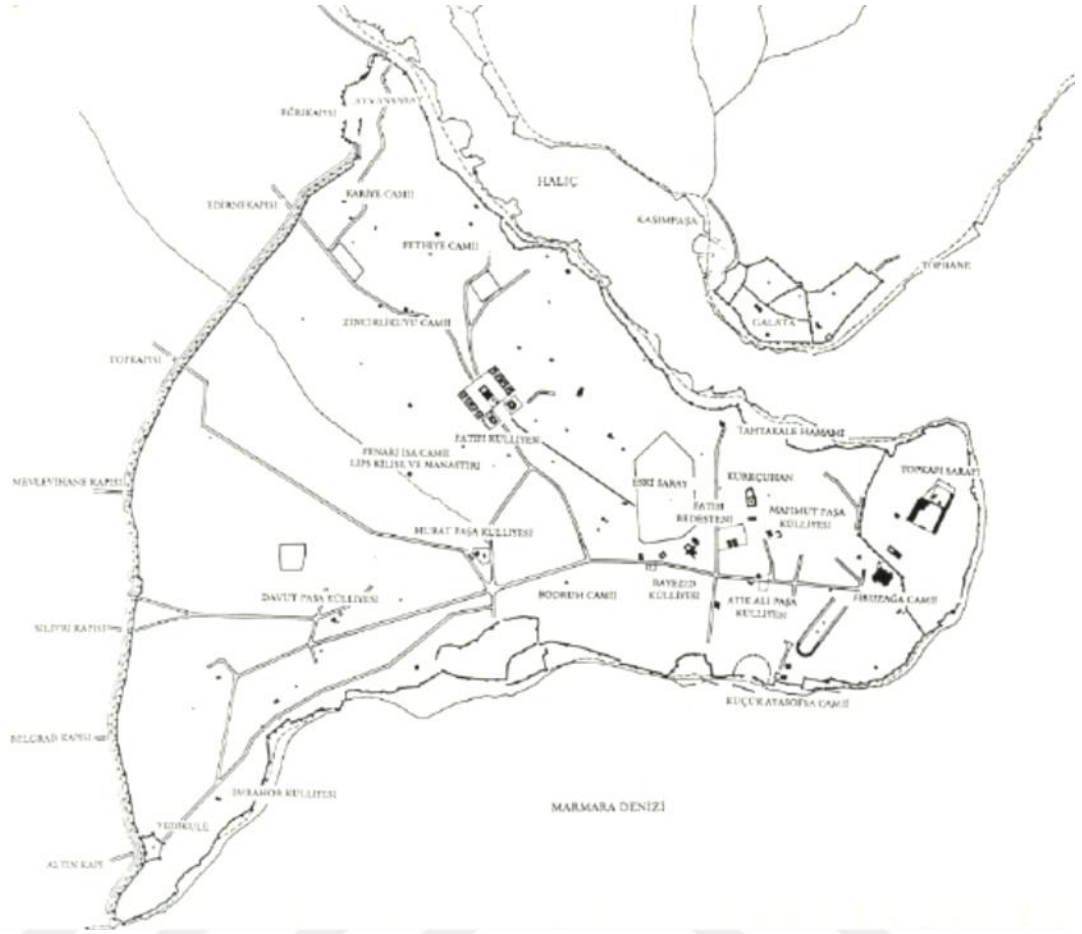 EĞRİKAPISI
AYVANSARAY
HALİÇ
KARİYE CAMİİ
EDİRNEKAPISI
KASIMPAŞA
FETHİYE CAMİİ
TOPHANE
ZİNCİRLİKUYU CAMİİ
GALATA
TOPKAPISI
FATİH KÜLLİYESİ
TAHTAKALE HAMAMI
FENARİ İSA CAMİİ
LİPS KİLİSE VE MANASTIRI
TOPKAPI SARAYI
MEVLEVİHANE KAPISI
ESKİ SARAY
KÜREKÇUHAN
FATİH
BEDESTENİ
MAHMUT PAŞA
KÜLLİYESİ
MURAT PAŞA KÜLLİYESİ
DAVUT PAŞA KÜLLİYESİ
BODRUM CAMİİ
BAYEZİD
KÜLLİYESİ
ATİK ALİ PAŞA
KÜLLİYESİ
FİRUZAĞA CAMİİ
SİLİVRİ KAPISI
KÜÇÜK AYASOFYA CAMİİ
BELGRAD KAPISI
İMRAHOR KÜLLİYESİ
MARMARA DENİZİ
YEDİKULE
ALTIN KAPI